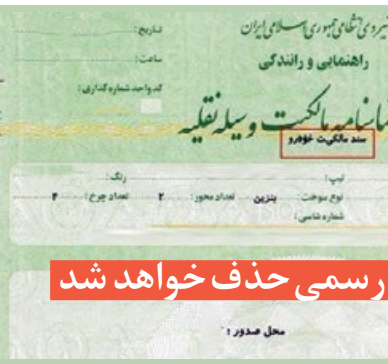 نیروی انتظامی جمهوری اسلامی ایران
راهنمایی و رانندگی
تاریخ:
ساعت:
کد واحد شماره گذاری:
مالکیت وسیله نقلیه
سند مالکیت خودرو
تیپ:
رنگ:
نوع سوخت: بنزین تعداد محور: ۲ تعداد چرخ: ۴
شماره شاسی:
رسمی حذف خواهد شد
محل صدور: